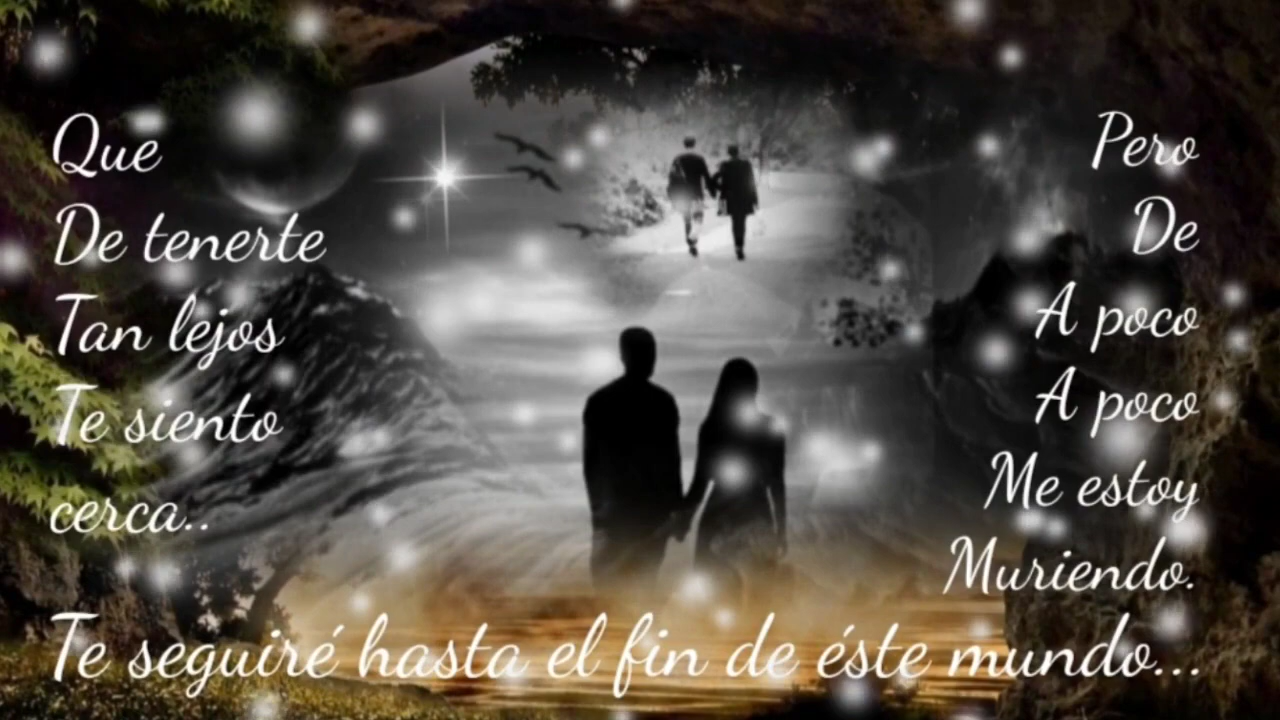 Que
De tenerte
Tan lejos
Te siento
cerca..
Pero
De
A poco
A poco
Me estoy
Muriendo.
Te seguiré hasta el fin de éste mundo...